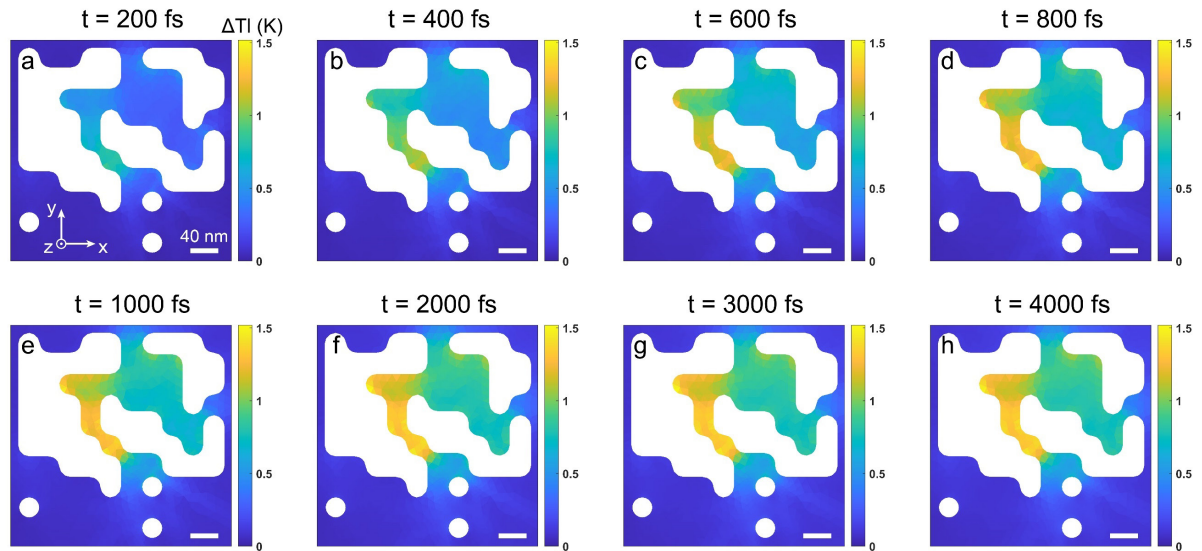 t = 200 fs
t = 400 fs
t = 600 fs
t = 800 fs
ΔTl (K)
a
1.5
1
0.5
0
y
z
x
40 nm
b
1.5
1
0.5
0
c
1.5
1
0.5
0
d
1.5
1
0.5
0
t = 1000 fs
t = 2000 fs
t = 3000 fs
t = 4000 fs
e
1.5
1
0.5
0
f
1.5
1
0.5
0
g
1.5
1
0.5
0
h
1.5
1
0.5
0